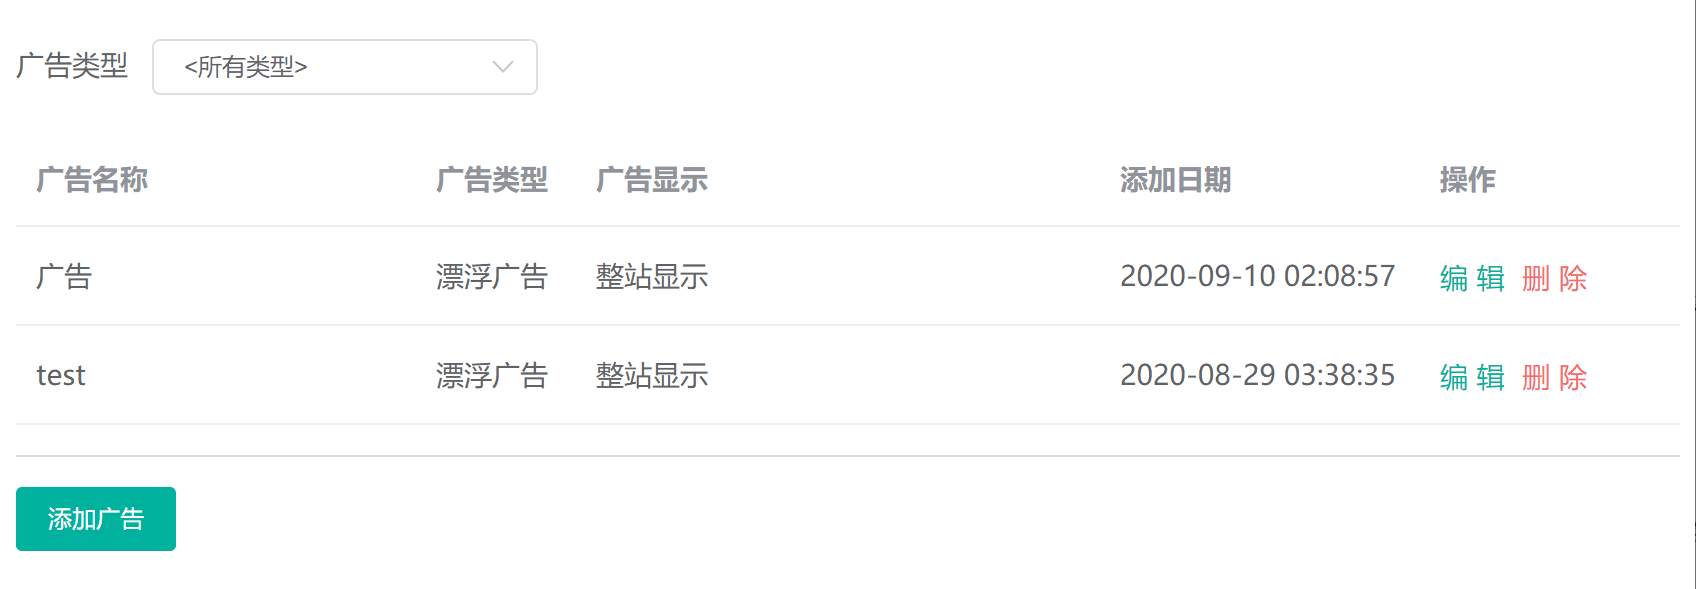 广告类型 <所有类型>
广告名称 广告类型 广告显示 添加日期 操作
广告 漂浮广告 整站显示 2020-09-10 02:08:57 编 辑 删 除
test 漂浮广告 整站显示 2020-08-29 03:38:35 编 辑 删 除
添加广告